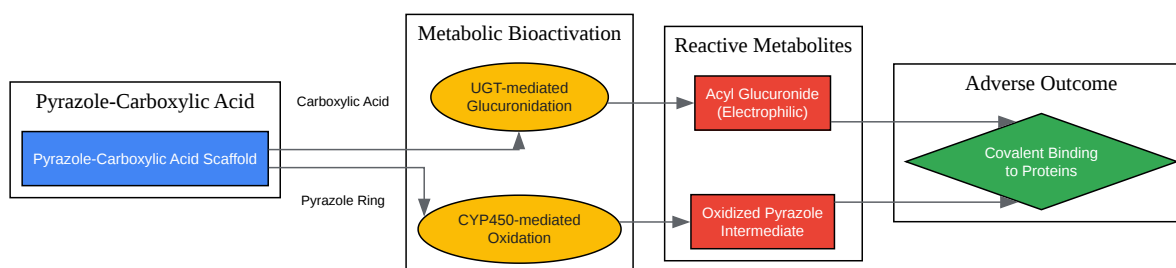 Pyrazole-Carboxylic Acid
Pyrazole-Carboxylic Acid Scaffold
Carboxylic Acid
Pyrazole Ring
Metabolic Bioactivation
UGT-mediated
Glucuronidation
CYP450-mediated
Oxidation
Reactive Metabolites
Acyl Glucuronide
(Electrophilic)
Oxidized Pyrazole
Intermediate
Adverse Outcome
Covalent Binding
to Proteins